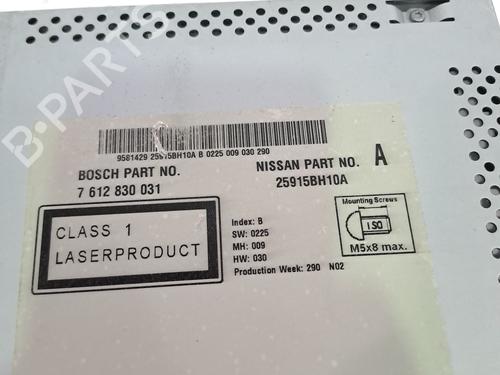 B-PARTS
9581429 25915BH10A B 0225 009 030 290
BOSCH PART NO.
7 612 830 031
NISSAN PART NO.
25915BH10A
A
CLASS 1
LASERPRODUCT
Index: B
SW: 0225
MH: 009
HW: 030
Production Week: 290 N02
Mounting Screws
ISO
M5x8 max.